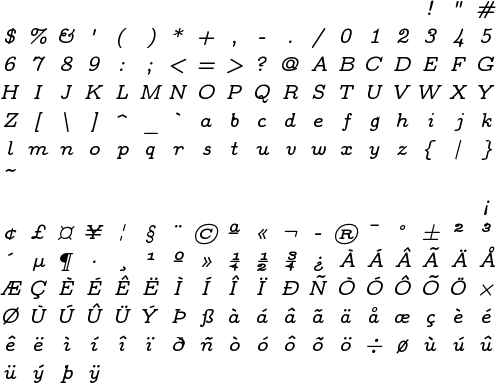 ! " #
$ % & ' ( ) * + , - . / 0 1 2 3 4 5
6 7 8 9 : ; < = > ? @ A B C D E F G
H I J K L M N O P Q R S T U V W X Y
Z [ \ ] ^ _ ` a b c d e f g h i j k
l m n o p q r s t u v w x y z { | }
~
¡
¢ £ ¤ ¥ ¦ § ¨ © ª « ¬ - ® ¯ ° ± ² ³
´ µ ¶ · ¸ ¹ º » ¼ ½ ¾ ¿ À Á Â Ã Ä Å
Æ Ç È É Ê Ë Ì Í Î Ï Ð Ñ Ò Ó Ô Õ Ö ×
Ø Ù Ú Û Ü Ý Þ ß à á â ã ä å æ ç è é
ê ë ì í î ï ð ñ ò ó ô õ ö ÷ ø ù ú û
ü ý þ ÿ